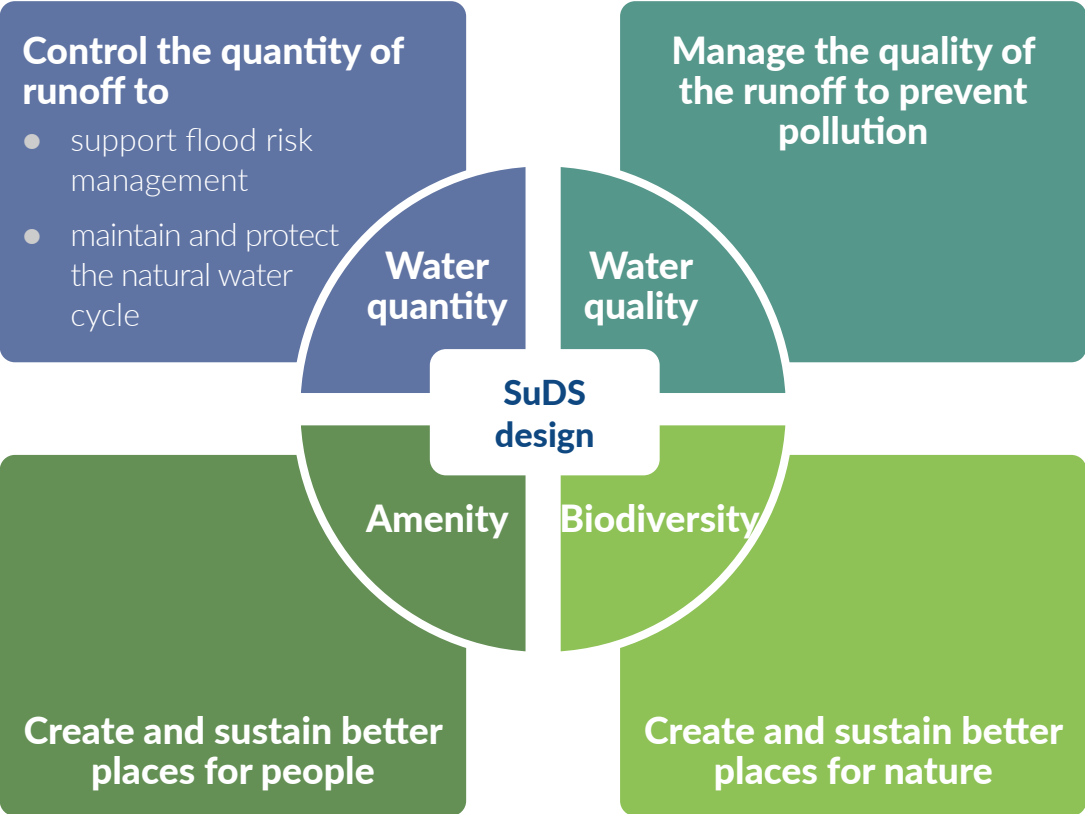 Control the quantity of
runoff to
● support flood risk
management
● maintain and protect
the natural water
cycle
Manage the quality of
the runoff to prevent
pollution
Water
quantity
Water
quality
SuDS
design
Amenity
Biodiversity
Create and sustain better
places for people
Create and sustain better
places for nature